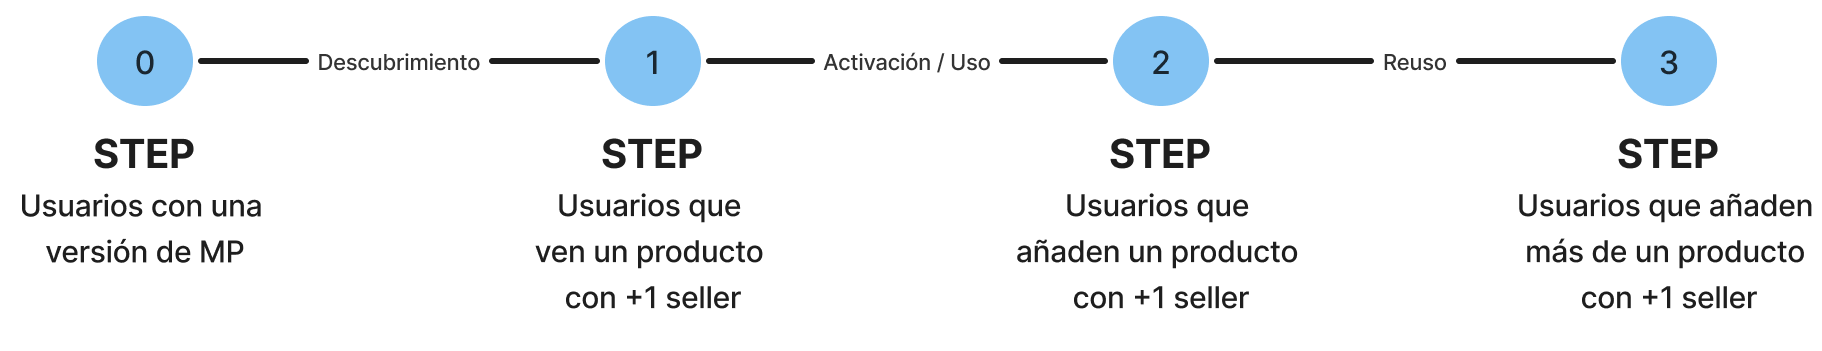 0
Descubrimiento
1
Activación / Uso
2
Reuso
3
STEP
Usuarios con una
versión de MP
STEP
Usuarios que
ven un producto
con +1 seller
STEP
Usuarios que
añaden un producto
con +1 seller
STEP
Usuarios que añaden
más de un producto
con +1 seller